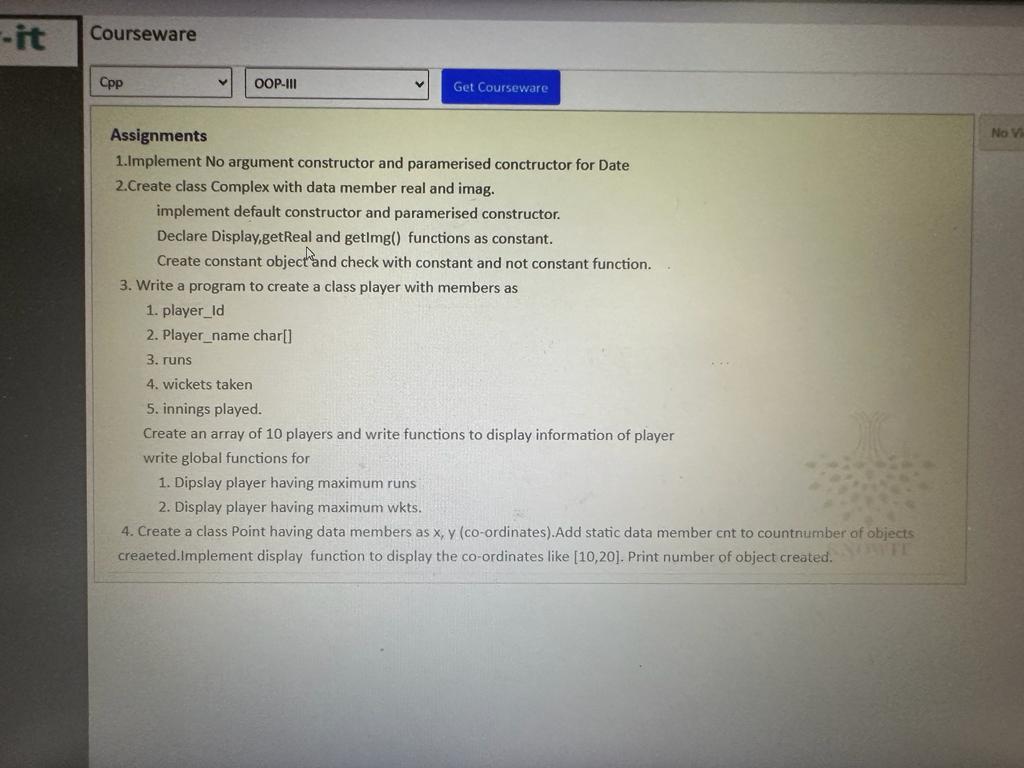 -it
Courseware
Cpp
OOP-III
Get Courseware
No Vi
Assignments
1.Implement No argument constructor and paramerised conctructor for Date
2.Create class Complex with data member real and imag.
implement default constructor and paramerised constructor.
Declare Display,getReal and getImg() functions as constant.
Create constant object and check with constant and not constant function.
3. Write a program to create a class player with members as
1. player_Id
2. Player_name char[]
3. runs
4. wickets taken
5. innings played.
Create an array of 10 players and write functions to display information of player
write global functions for
1. Dipslay player having maximum runs
2. Display player having maximum wkts.
4. Create a class Point having data members as x, y (co-ordinates).Add static data member cnt to countnumber of objects
creaeted.Implement display function to display the co-ordinates like [10,20]. Print number of object created.